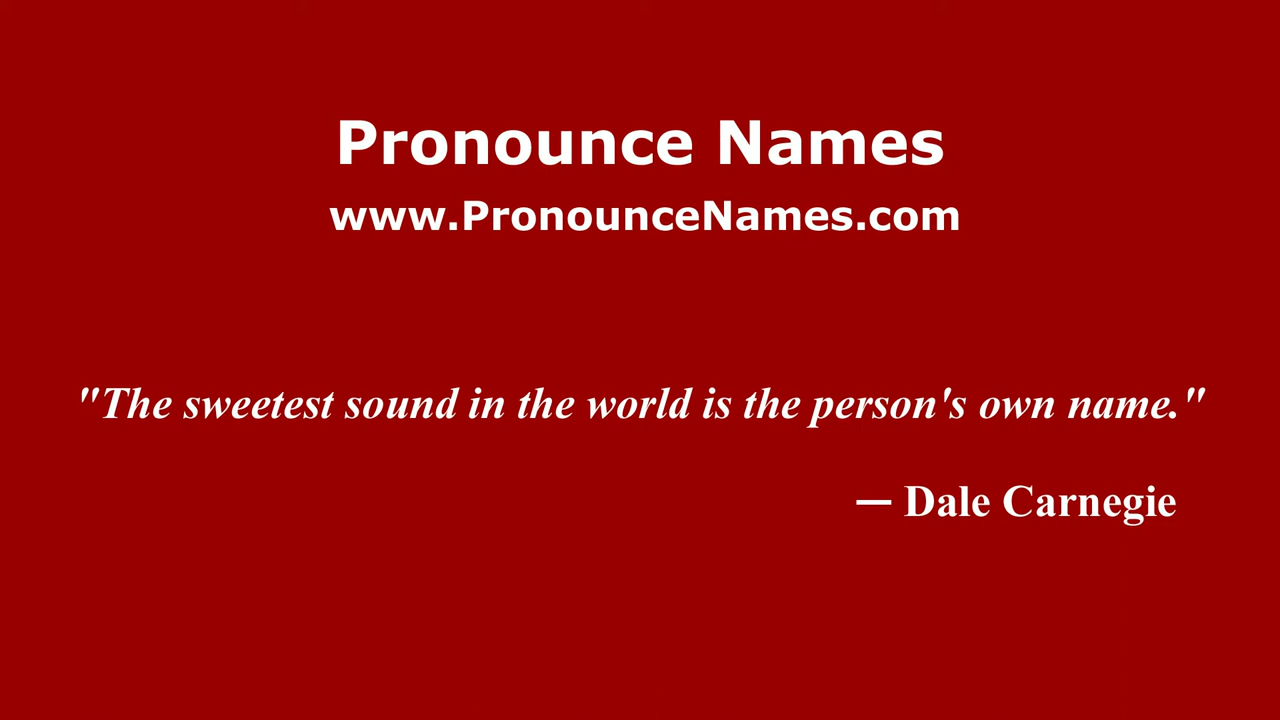 Pronounce Names
www.PronounceNames.com
"The sweetest sound in the world is the person's own name."
— Dale Carnegie